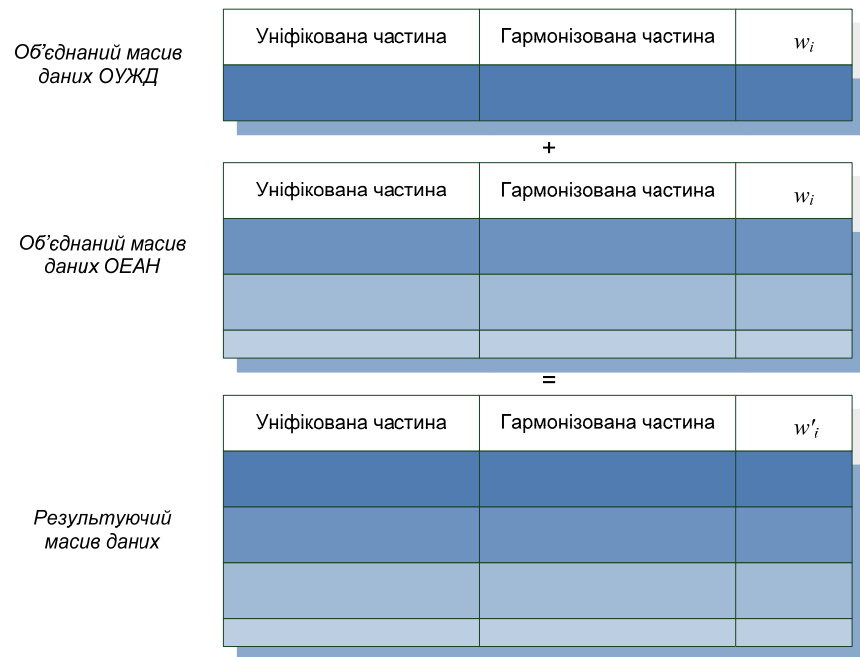 Об’єднаний масив
даних ОУЖД
Уніфікована частина Гармонізована частина wᵢ
+
Об’єднаний масив
даних ОЕАН
Уніфікована частина Гармонізована частина wᵢ
=
Результуючий
масив даних
Уніфікована частина Гармонізована частина w′ᵢ